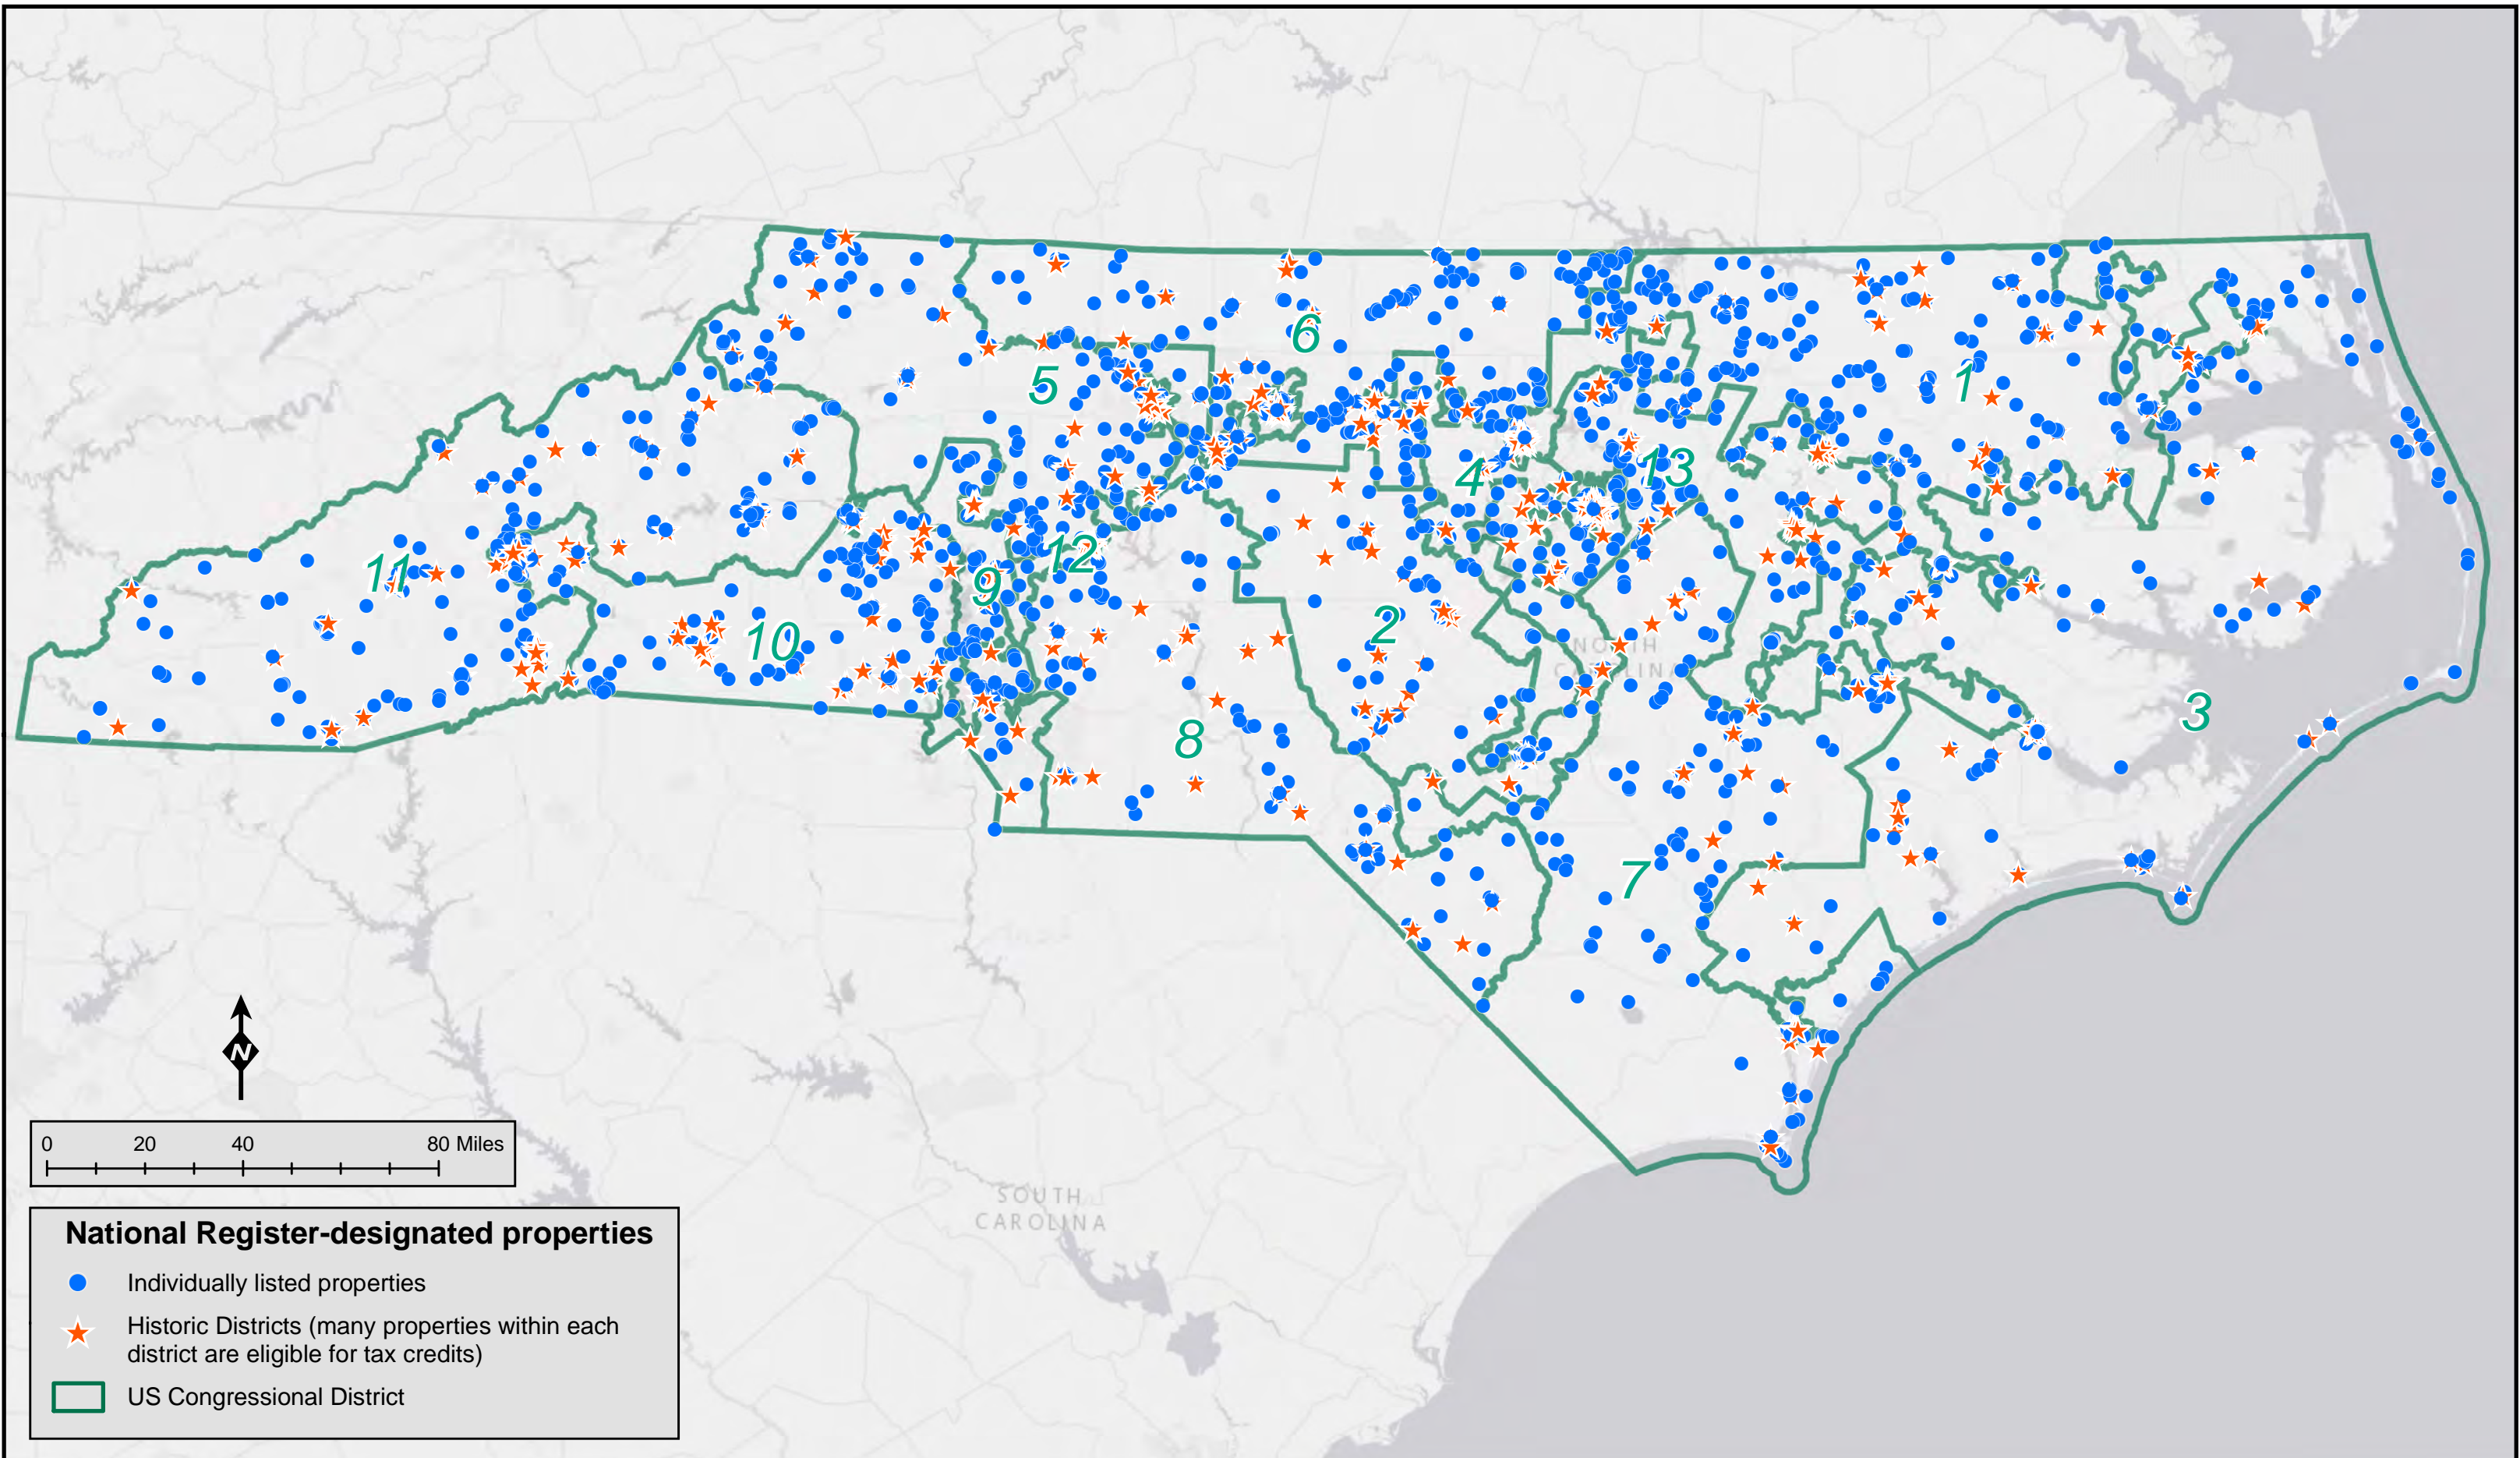 6
5
1
4
13
11
12
9
10
2
NORTH
CAROLINA
3
8
7
N
0 20 40 80 Miles
SOUTH
CAROLINA
National Register-designated properties
Individually listed properties
Historic Districts (many properties within each
district are eligible for tax credits)
US Congressional District